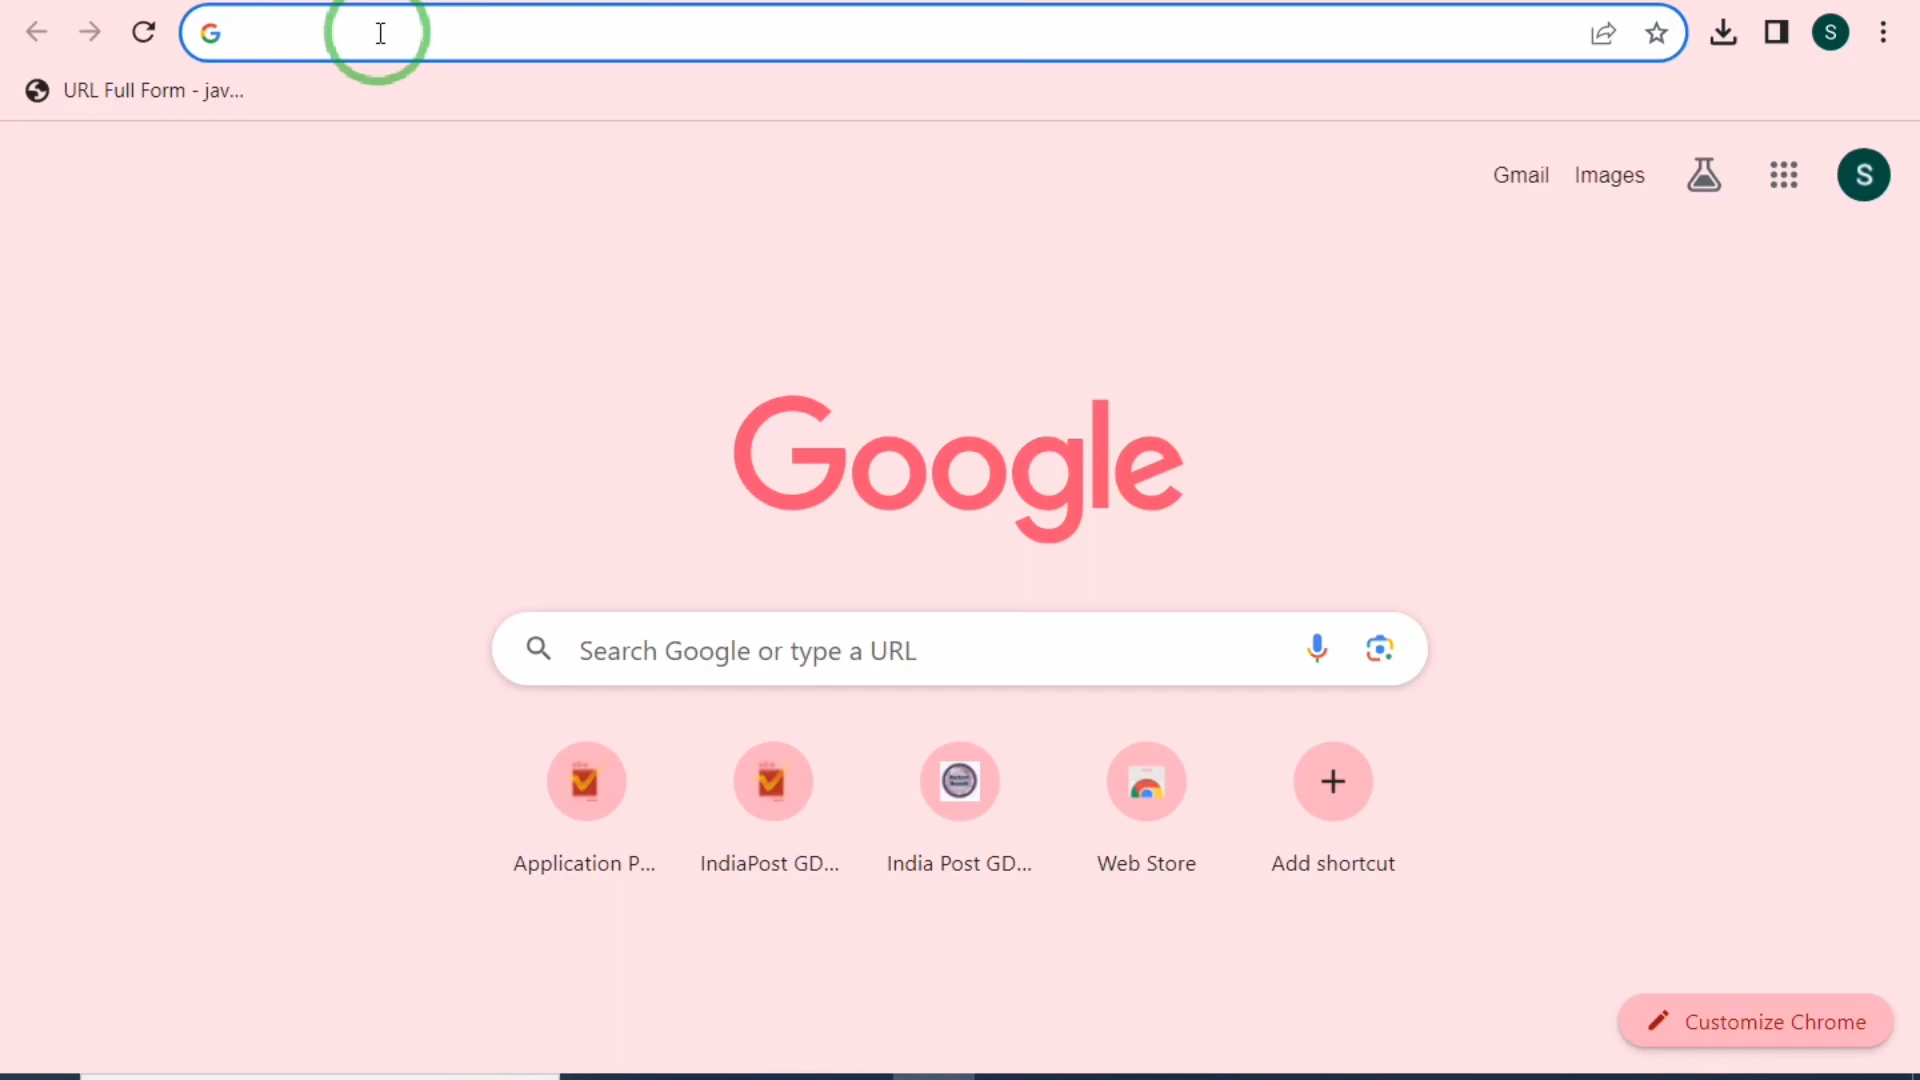 S
URL Full Form - jav...
Gmail Images S
Google
Search Google or type a URL
Application P... IndiaPost GD... India Post GD... Web Store Add shortcut
Customize Chrome